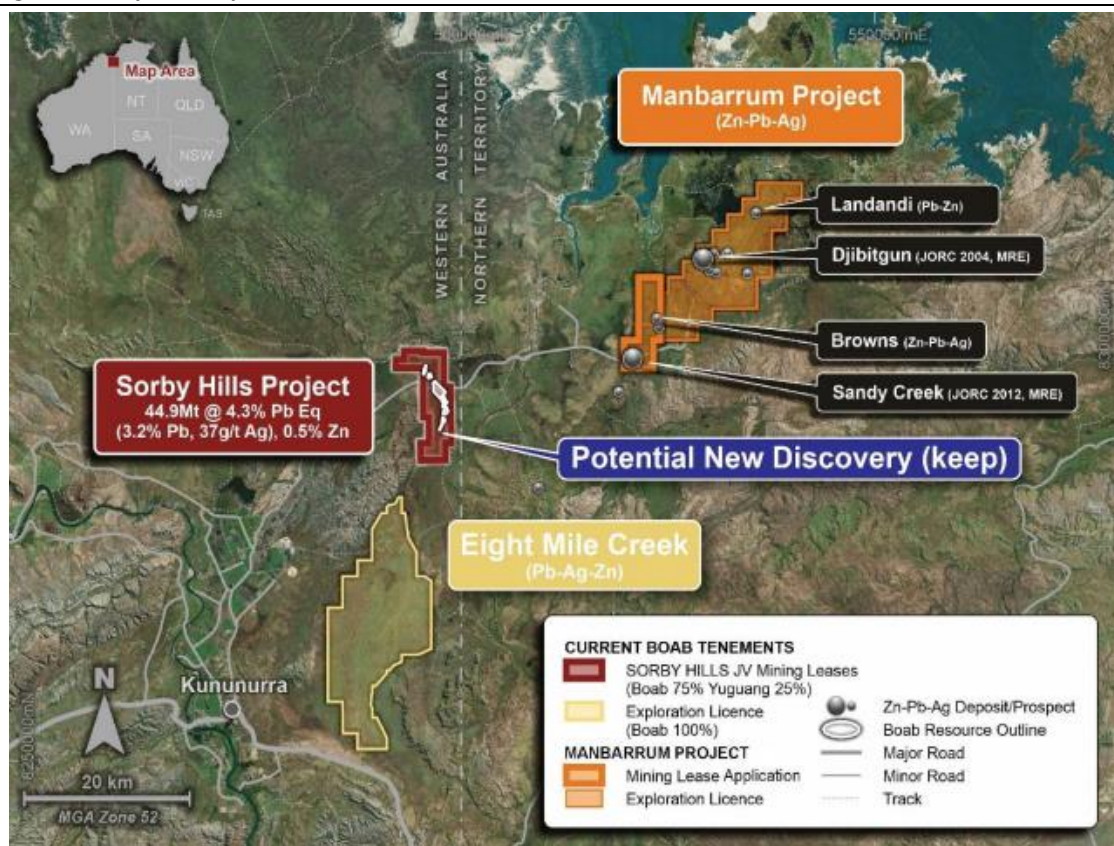 500000mE
550000mE
Map Area
WA
NT
QLD
SA
NSW
VIC
TAS
WESTERN AUSTRALIA
NORTHERN TERRITORY
Manbarrum Project
(Zn-Pb-Ag)
Landandi (Pb-Zn)
Djibitgun (JORC 2004, MRE)
Browns (Zn-Pb-Ag)
Sandy Creek (JORC 2012, MRE)
8300000mN
Sorby Hills Project
44.9Mt @ 4.3% Pb Eq
(3.2% Pb, 37g/t Ag), 0.5% Zn
Potential New Discovery (keep)
Eight Mile Creek
(Pb-Ag-Zn)
Kununurra
N
8250000mN
20 km
MGA Zone 52
CURRENT BOAB TENEMENTS
SORBY HILLS JV Mining Leases
(Boab 75% Yuguang 25%)
Exploration Licence
(Boab 100%)
MANBARRUM PROJECT
Mining Lease Application
Exploration Licence
Zn-Pb-Ag Deposit/Prospect
Boab Resource Outline
Major Road
Minor Road
Track